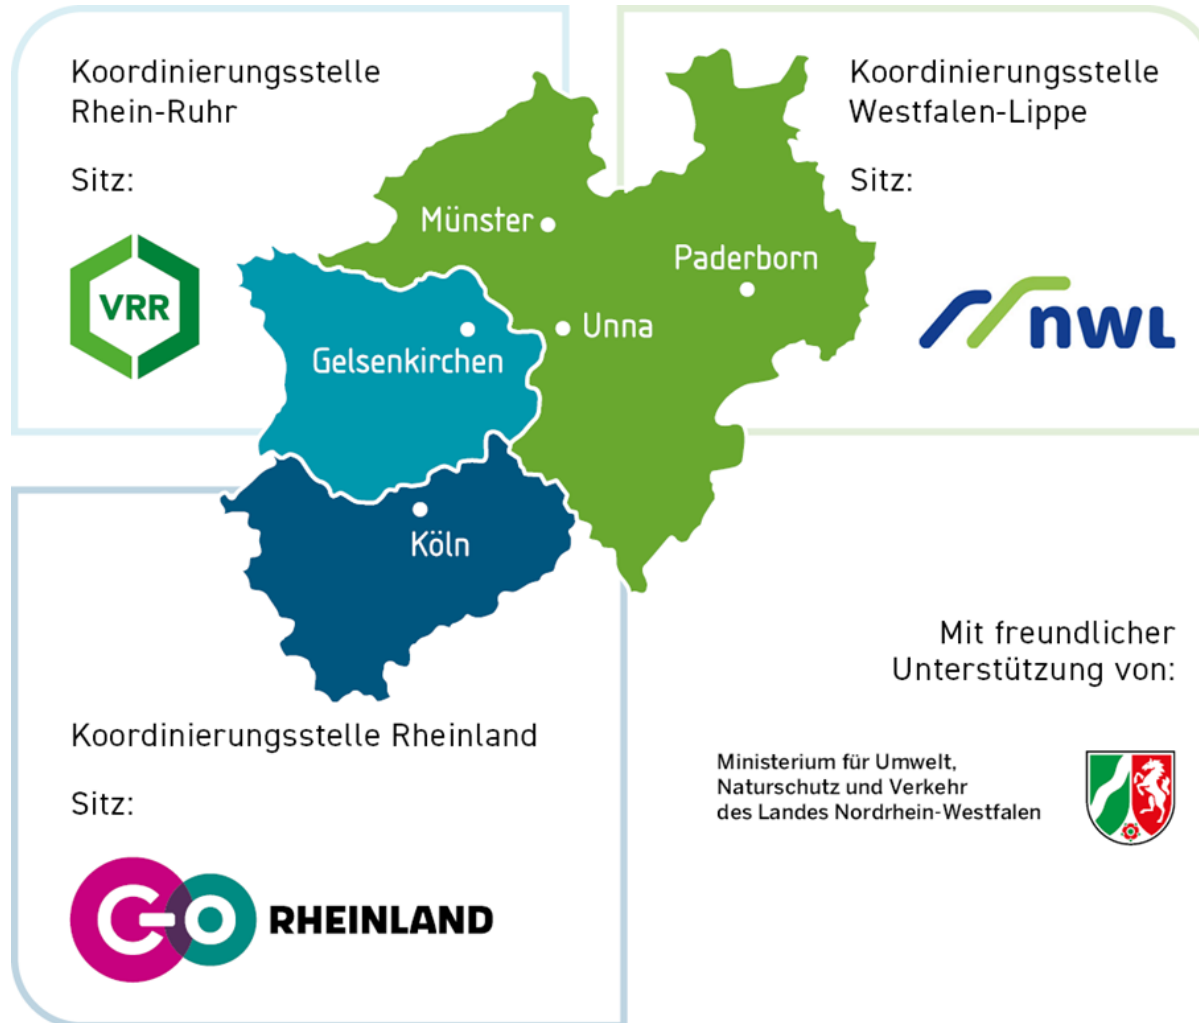 Koordinierungsstelle
Rhein-Ruhr
Sitz:
VRR
Koordinierungsstelle
Westfalen-Lippe
Sitz:
nwl
Münster
Paderborn
Unna
Gelsenkirchen
Köln
Koordinierungsstelle Rheinland
Sitz:
GO RHEINLAND
Mit freundlicher
Unterstützung von:
Ministerium für Umwelt,
Naturschutz und Verkehr
des Landes Nordrhein-Westfalen